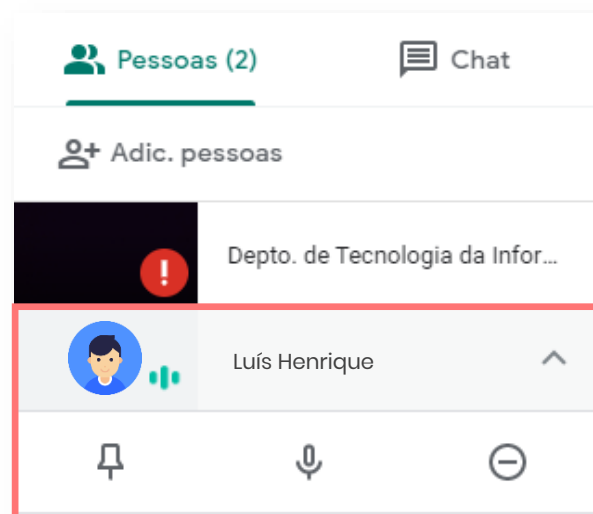 Pessoas (2)
Chat
Adic. pessoas
Depto. de Tecnologia da Infor...
Luís Henrique